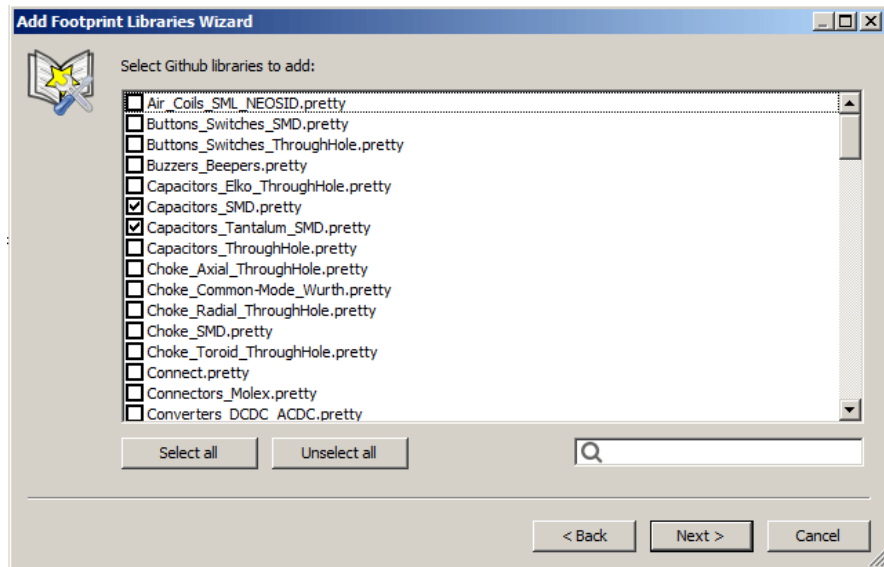 Add Footprint Libraries Wizard
Select Github libraries to add:
Air_Coils_SML_NEOSID.pretty
Buttons_Switches_SMD.pretty
Buttons_Switches_ThroughHole.pretty
Buzzers_Beepers.pretty
Capacitors_Elko_ThroughHole.pretty
Capacitors_SMD.pretty
Capacitors_Tantalum_SMD.pretty
Capacitors_ThroughHole.pretty
Choke_Axial_ThroughHole.pretty
Choke_Common-Mode_Wurth.pretty
Choke_Radial_ThroughHole.pretty
Choke_SMD.pretty
Choke_Toroid_ThroughHole.pretty
Connect.pretty
Connectors_Molex.pretty
Converters_DCDC_ACDC.pretty
Select all Unselect all
< Back Next > Cancel